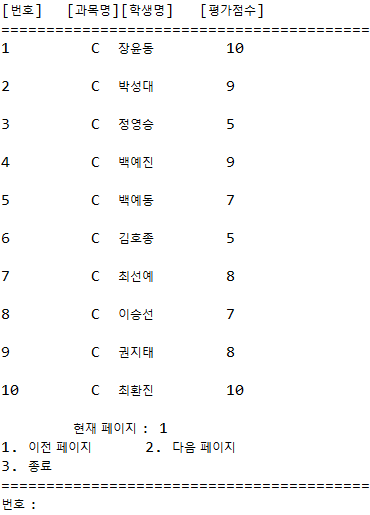 [번호] [과목명][학생명] [평가점수]
=========================================
1 C 장윤동 10
2 C 박성대 9
3 C 정영승 5
4 C 백예진 9
5 C 백예동 7
6 C 김호종 5
7 C 최선예 8
8 C 이승선 7
9 C 권지태 8
10 C 최환진 10
현재 페이지 : 1
1. 이전 페이지 2. 다음 페이지
3. 종료
=========================================
번호 :